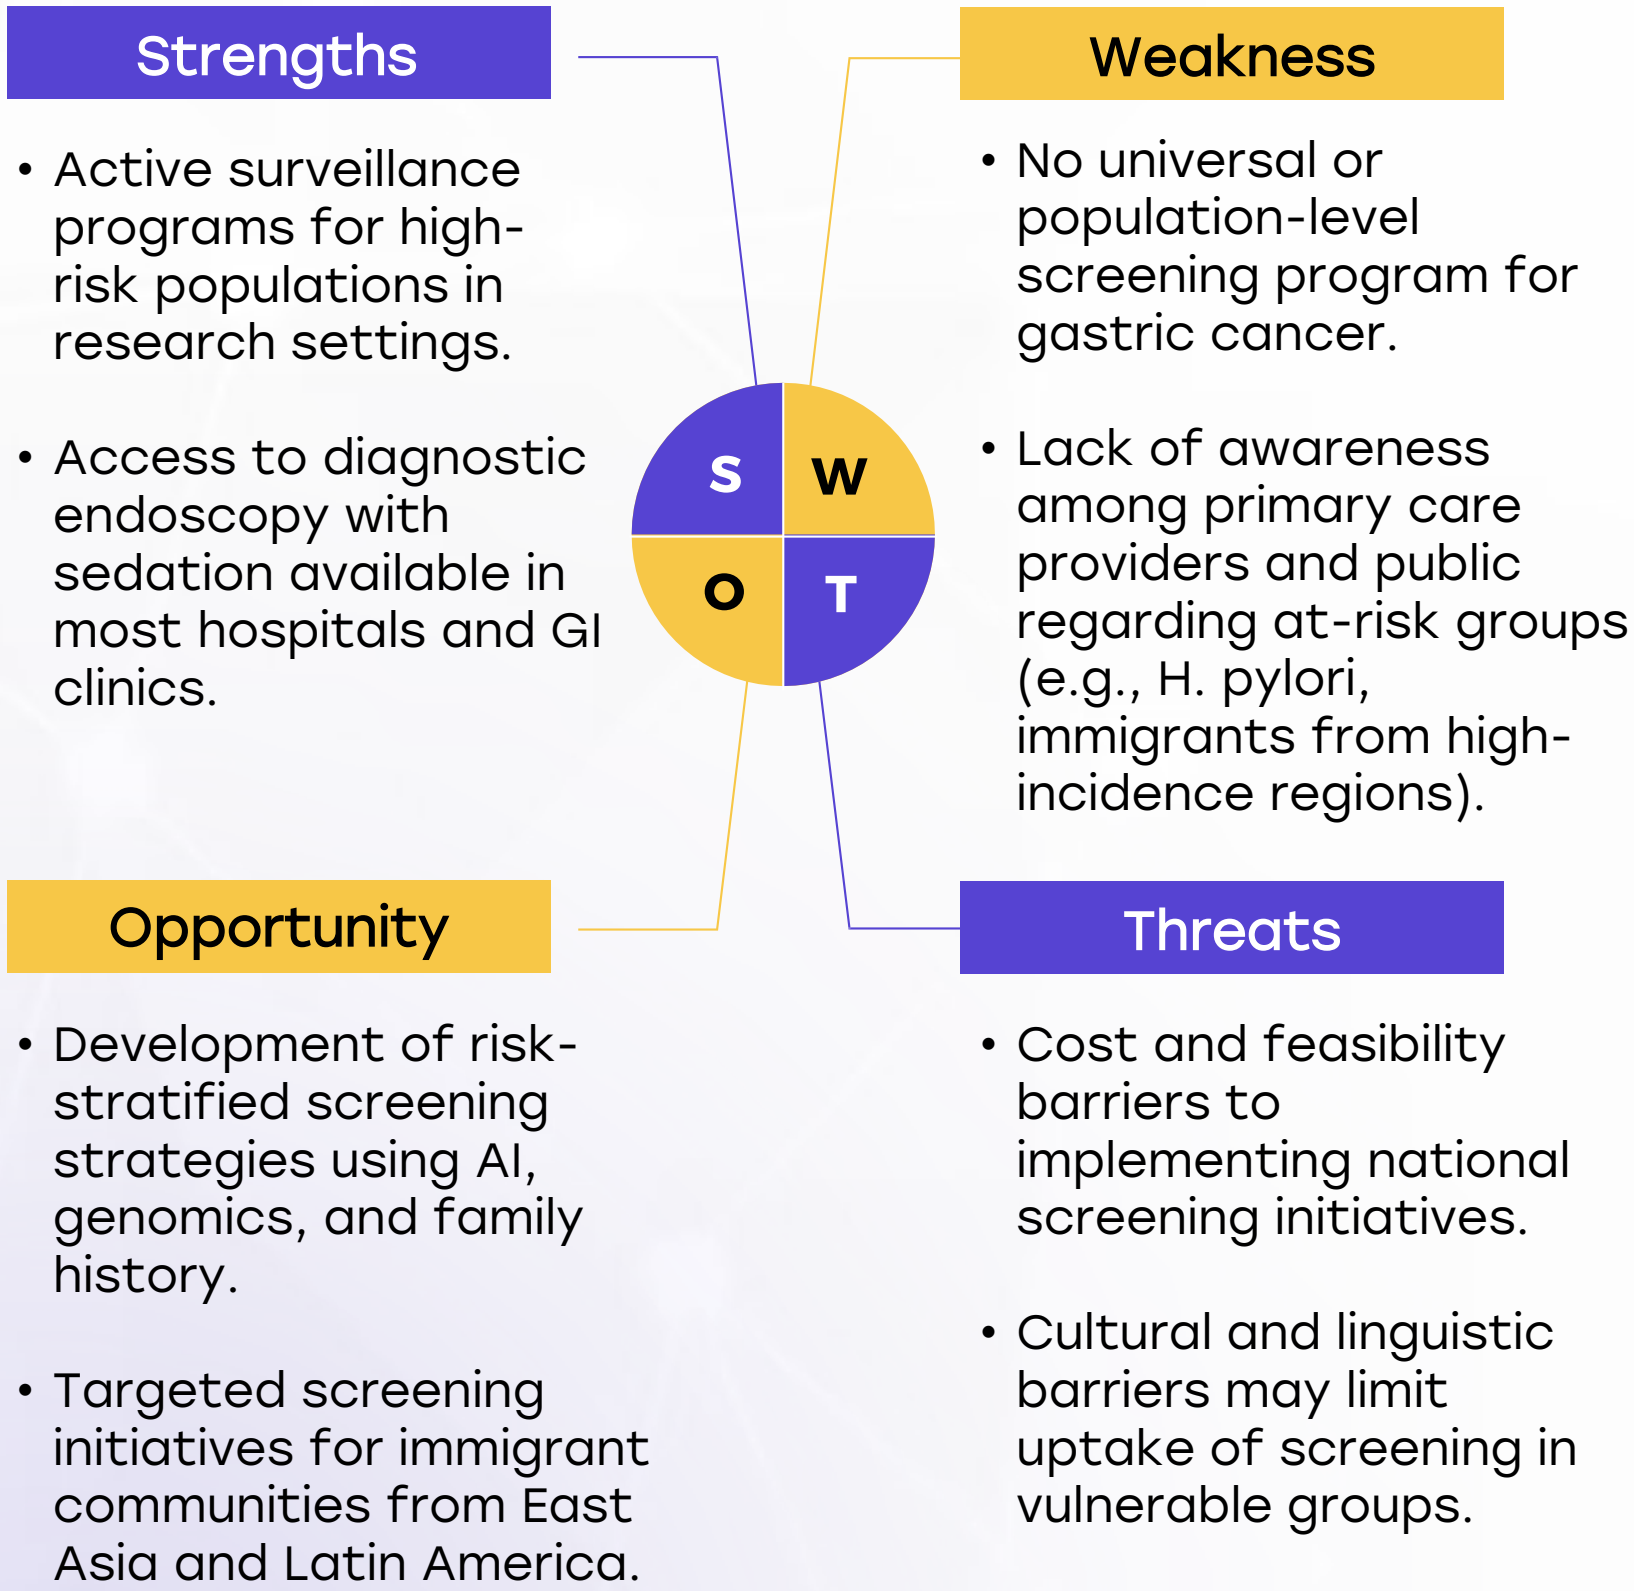 Strengths
• Active surveillance
programs for high-
risk populations in
research settings.
• Access to diagnostic
endoscopy with
sedation available in
most hospitals and GI
clinics.
Weakness
• No universal or
population-level
screening program for
gastric cancer.
• Lack of awareness
among primary care
providers and public
regarding at-risk groups
(e.g., H. pylori,
immigrants from high-
incidence regions).
S
W
O
T
Opportunity
• Development of risk-
stratified screening
strategies using AI,
genomics, and family
history.
• Targeted screening
initiatives for immigrant
communities from East
Asia and Latin America.
Threats
• Cost and feasibility
barriers to
implementing national
screening initiatives.
• Cultural and linguistic
barriers may limit
uptake of screening in
vulnerable groups.